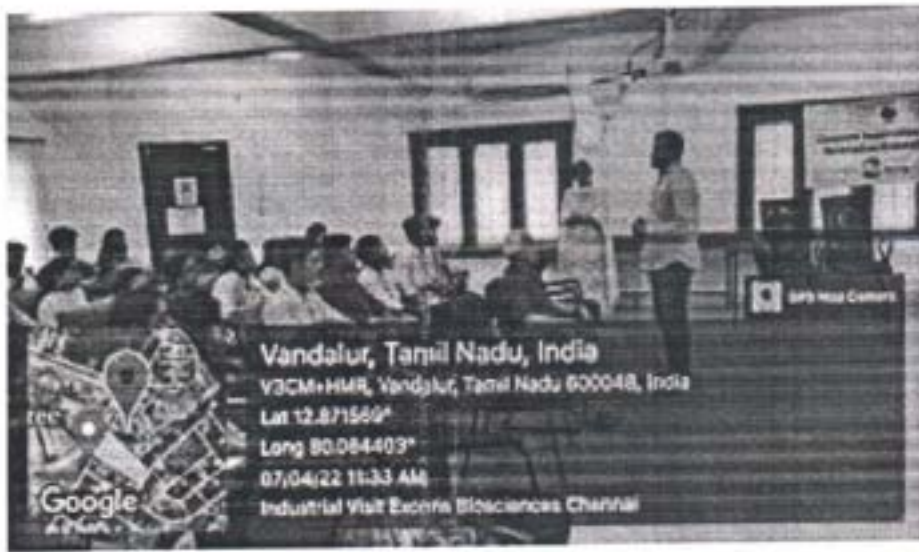 GPS Map Camera
Vandalur, Tamil Nadu, India
V3CM+HMR, Vandalur, Tamil Nadu 600048, India
Lat 12.871569°
Long 80.084403°
07/04/22 11:33 AM
Google
Industrial Visit Biosciences Chennai